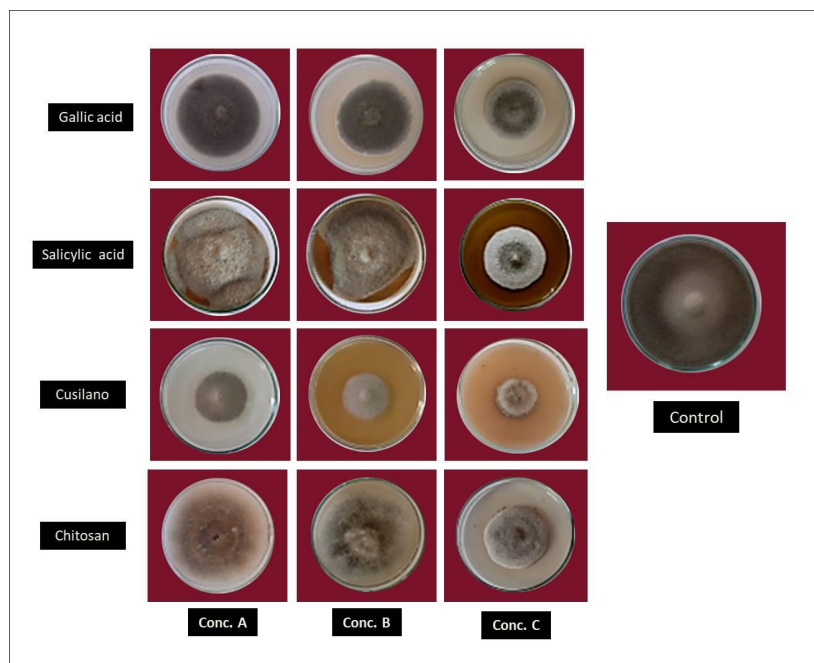 Gallic acid
Salicylic acid
Cusilano
Chitosan
Control
Conc. A
Conc. B
Conc. C